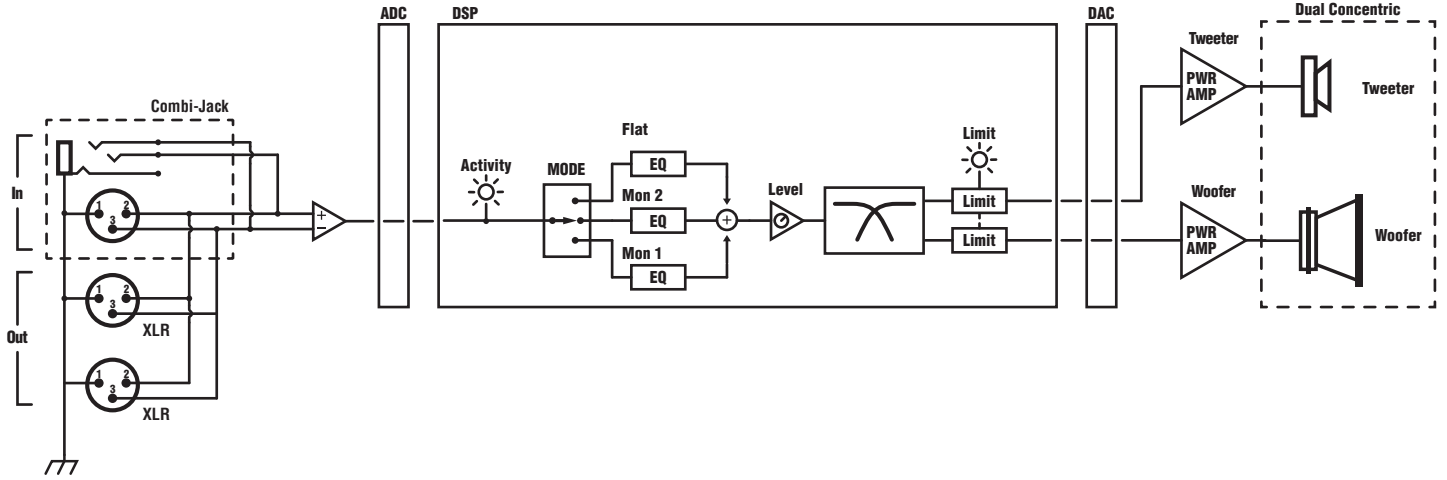 ADC
DSP
DAC
Dual Concentric
Tweeter
PWR
AMP
Tweeter
Combi-Jack
In
1
2
3
+
−
Activity
MODE
Flat
EQ
Mon 2
EQ
Mon 1
EQ
+
Level
Limit
Limit
Limit
Woofer
PWR
AMP
Woofer
Out
1
2
3
XLR
1
2
3
XLR